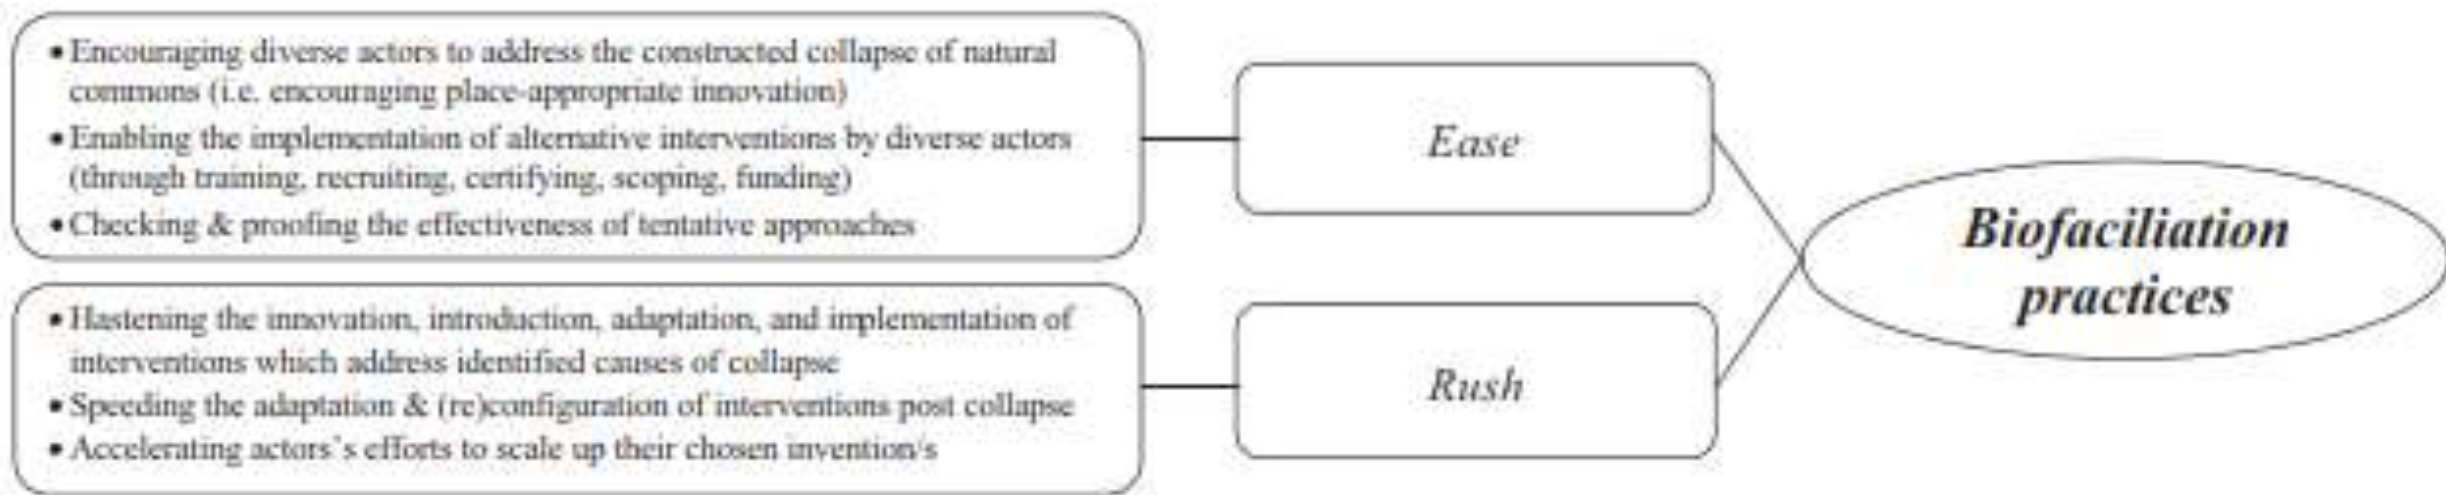 • Encouraging diverse actors to address the constructed collapse of natural
commons (i.e. encouraging place-appropriate innovation)
• Enabling the implementation of alternative interventions by diverse actors
(through training, recruiting, certifying, scoping, funding)
• Checking & proofing the effectiveness of tentative approaches
Ease
• Hastening the innovation, introduction, adaptation, and implementation of
interventions which address identified causes of collapse
• Speeding the adaptation & (re)configuration of interventions post collapse
• Accelerating actors's efforts to scale up their chosen invention/s
Rush
Biofaciliation
practices